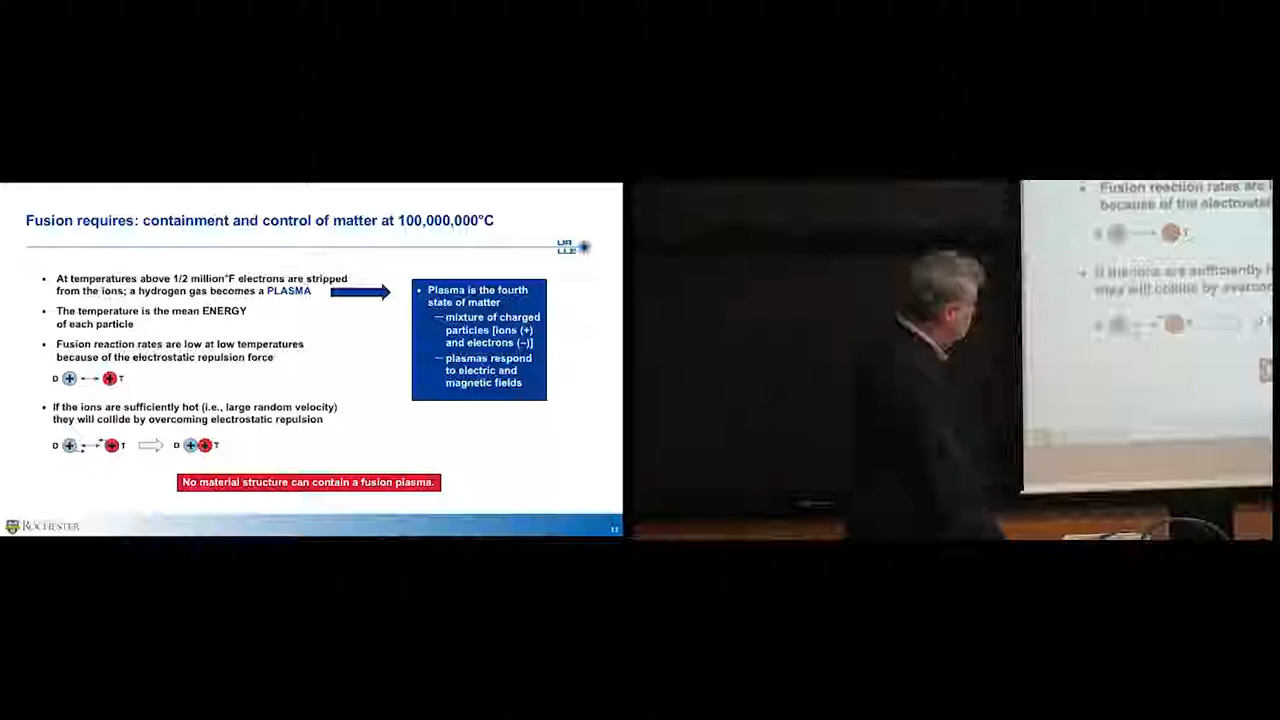 Fusion requires: containment and control of matter at 100,000,000°C
UR
LLE
• At temperatures above 1/2 million°F electrons are stripped
from the ions; a hydrogen gas becomes a PLASMA
• The temperature is the mean ENERGY
of each particle
• Fusion reaction rates are low at low temperatures
because of the electrostatic repulsion force
D + + T
• If the ions are sufficiently hot (i.e., large random velocity)
they will collide by overcoming electrostatic repulsion
D + + T D + + T
• Plasma is the fourth
state of matter
— mixture of charged
particles [ions (+)
and electrons (–)]
— plasmas respond
to electric and
magnetic fields
No material structure can contain a fusion plasma.
ROCHESTER
• Fusion reaction rates are
because of the
T
• If the ions are sufficiently
they will collide by